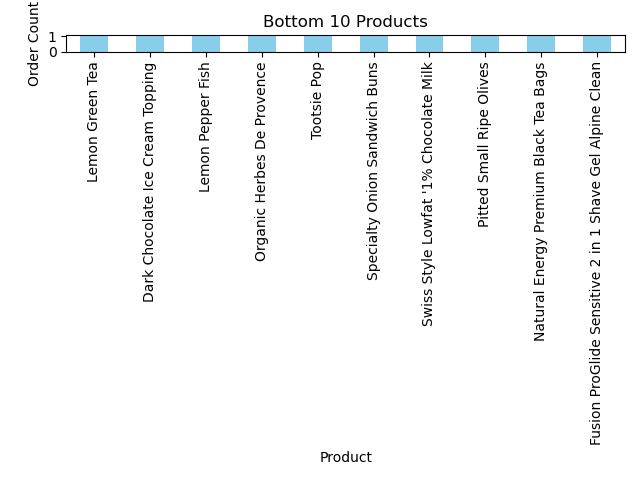 Bottom 10 Products
Order Count
1
0
Lemon Green Tea
Dark Chocolate Ice Cream Topping
Lemon Pepper Fish
Organic Herbes De Provence
Tootsie Pop
Specialty Onion Sandwich Buns
Swiss Style Lowfat '1% Chocolate Milk
Pitted Small Ripe Olives
Natural Energy Premium Black Tea Bags
Fusion ProGlide Sensitive 2 in 1 Shave Gel Alpine Clean
Product